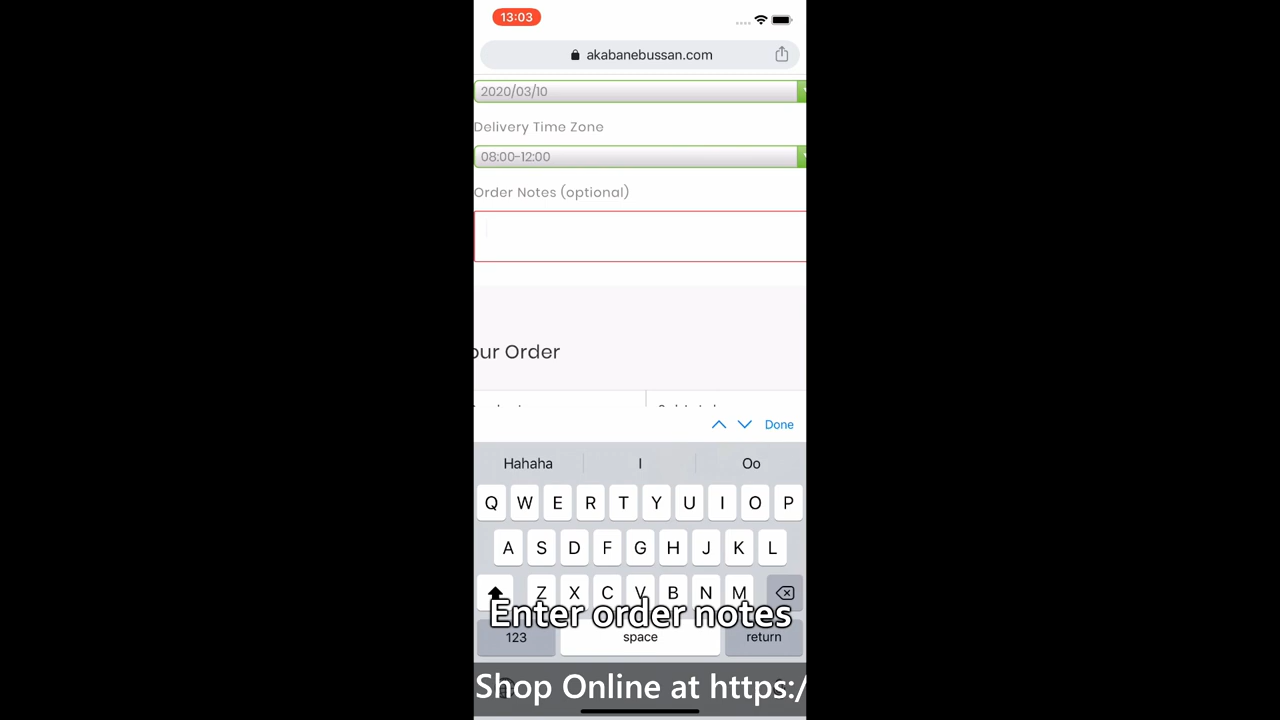 13:03
akabanebussan.com
2020/03/10
Delivery Time Zone
08:00-12:00
Order Notes (optional)
our Order
Done
Hahaha I Oo
Q W E R T Y U I O P
A S D F G H J K L
Z X C V B N M
Enter order notes
123 space return
Shop Online at https:/